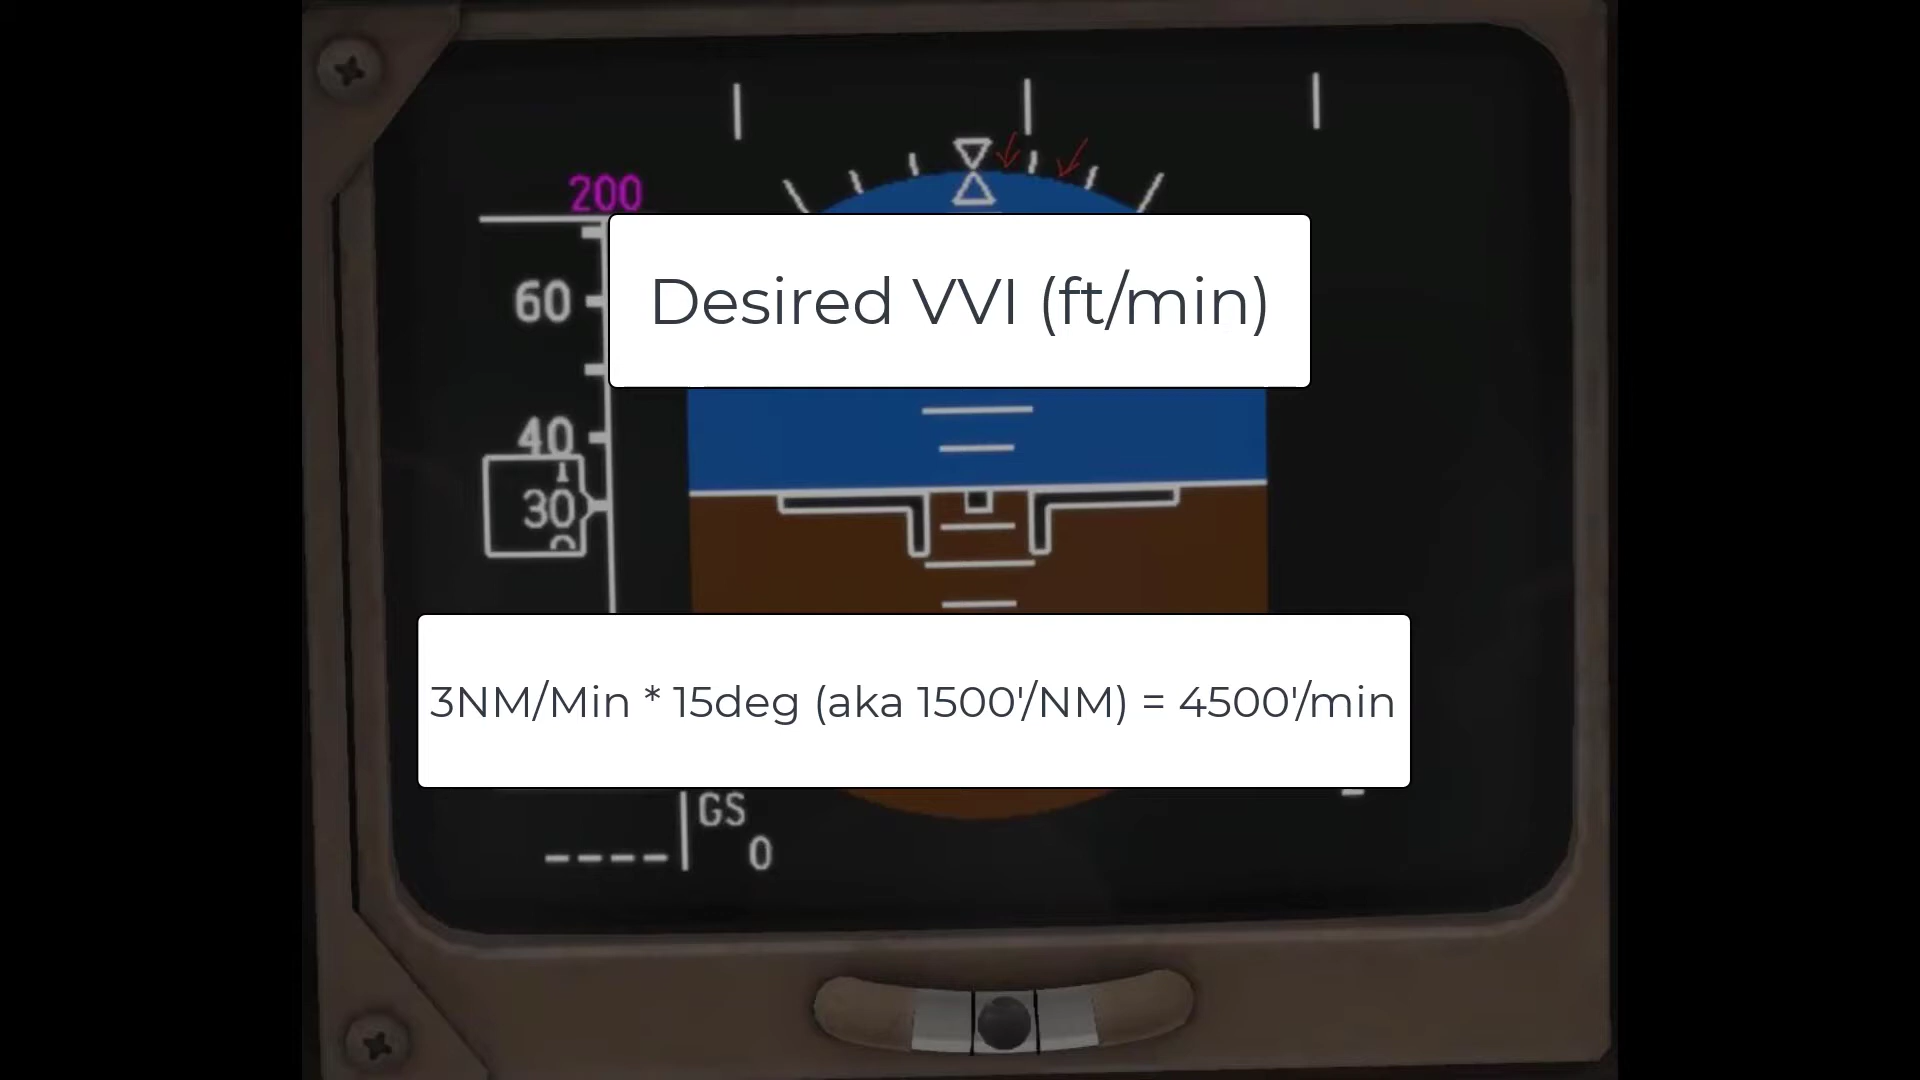 200
Desired VVI (ft/min)
60
40
30
3NM/Min * 15deg (aka 1500'/NM) = 4500'/min
GS
0
----